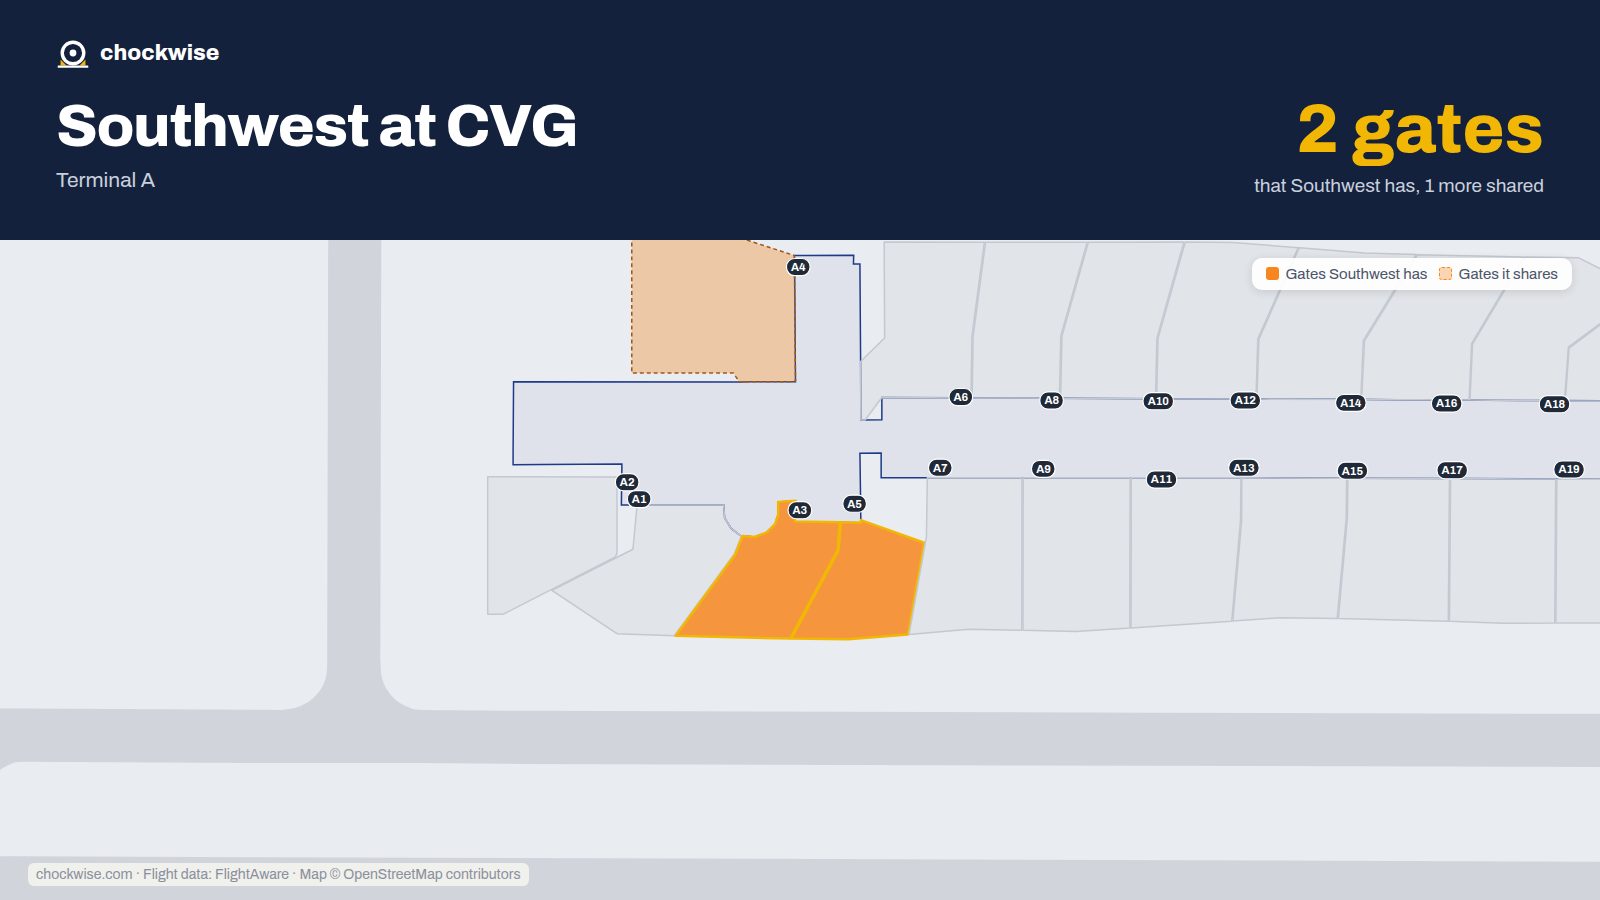 chockwise
Southwest at CVG
Terminal A
2 gates
that Southwest has, 1 more shared
Gates Southwest has
Gates it shares
A4
A6
A8
A10
A12
A14
A16
A18
A2
A1
A3
A5
A7
A9
A11
A13
A15
A17
A19
chockwise.com · Flight data: FlightAware · Map © OpenStreetMap contributors